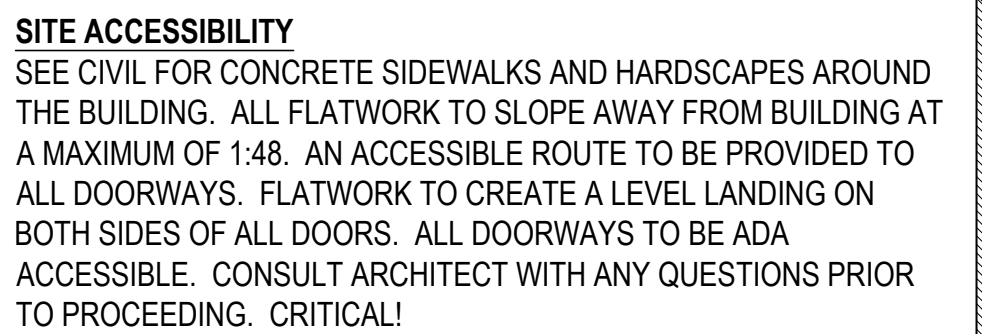 SITE ACCESSIBILITY
SEE CIVIL FOR CONCRETE SIDEWALKS AND HARDSCAPES AROUND
THE BUILDING.  ALL FLATWORK TO SLOPE AWAY FROM BUILDING AT
A MAXIMUM OF 1:48.  AN ACCESSIBLE ROUTE TO BE PROVIDED TO
ALL DOORWAYS.  FLATWORK TO CREATE A LEVEL LANDING ON
BOTH SIDES OF ALL DOORS.  ALL DOORWAYS TO BE ADA
ACCESSIBLE.  CONSULT ARCHITECT WITH ANY QUESTIONS PRIOR
TO PROCEEDING.  CRITICAL!